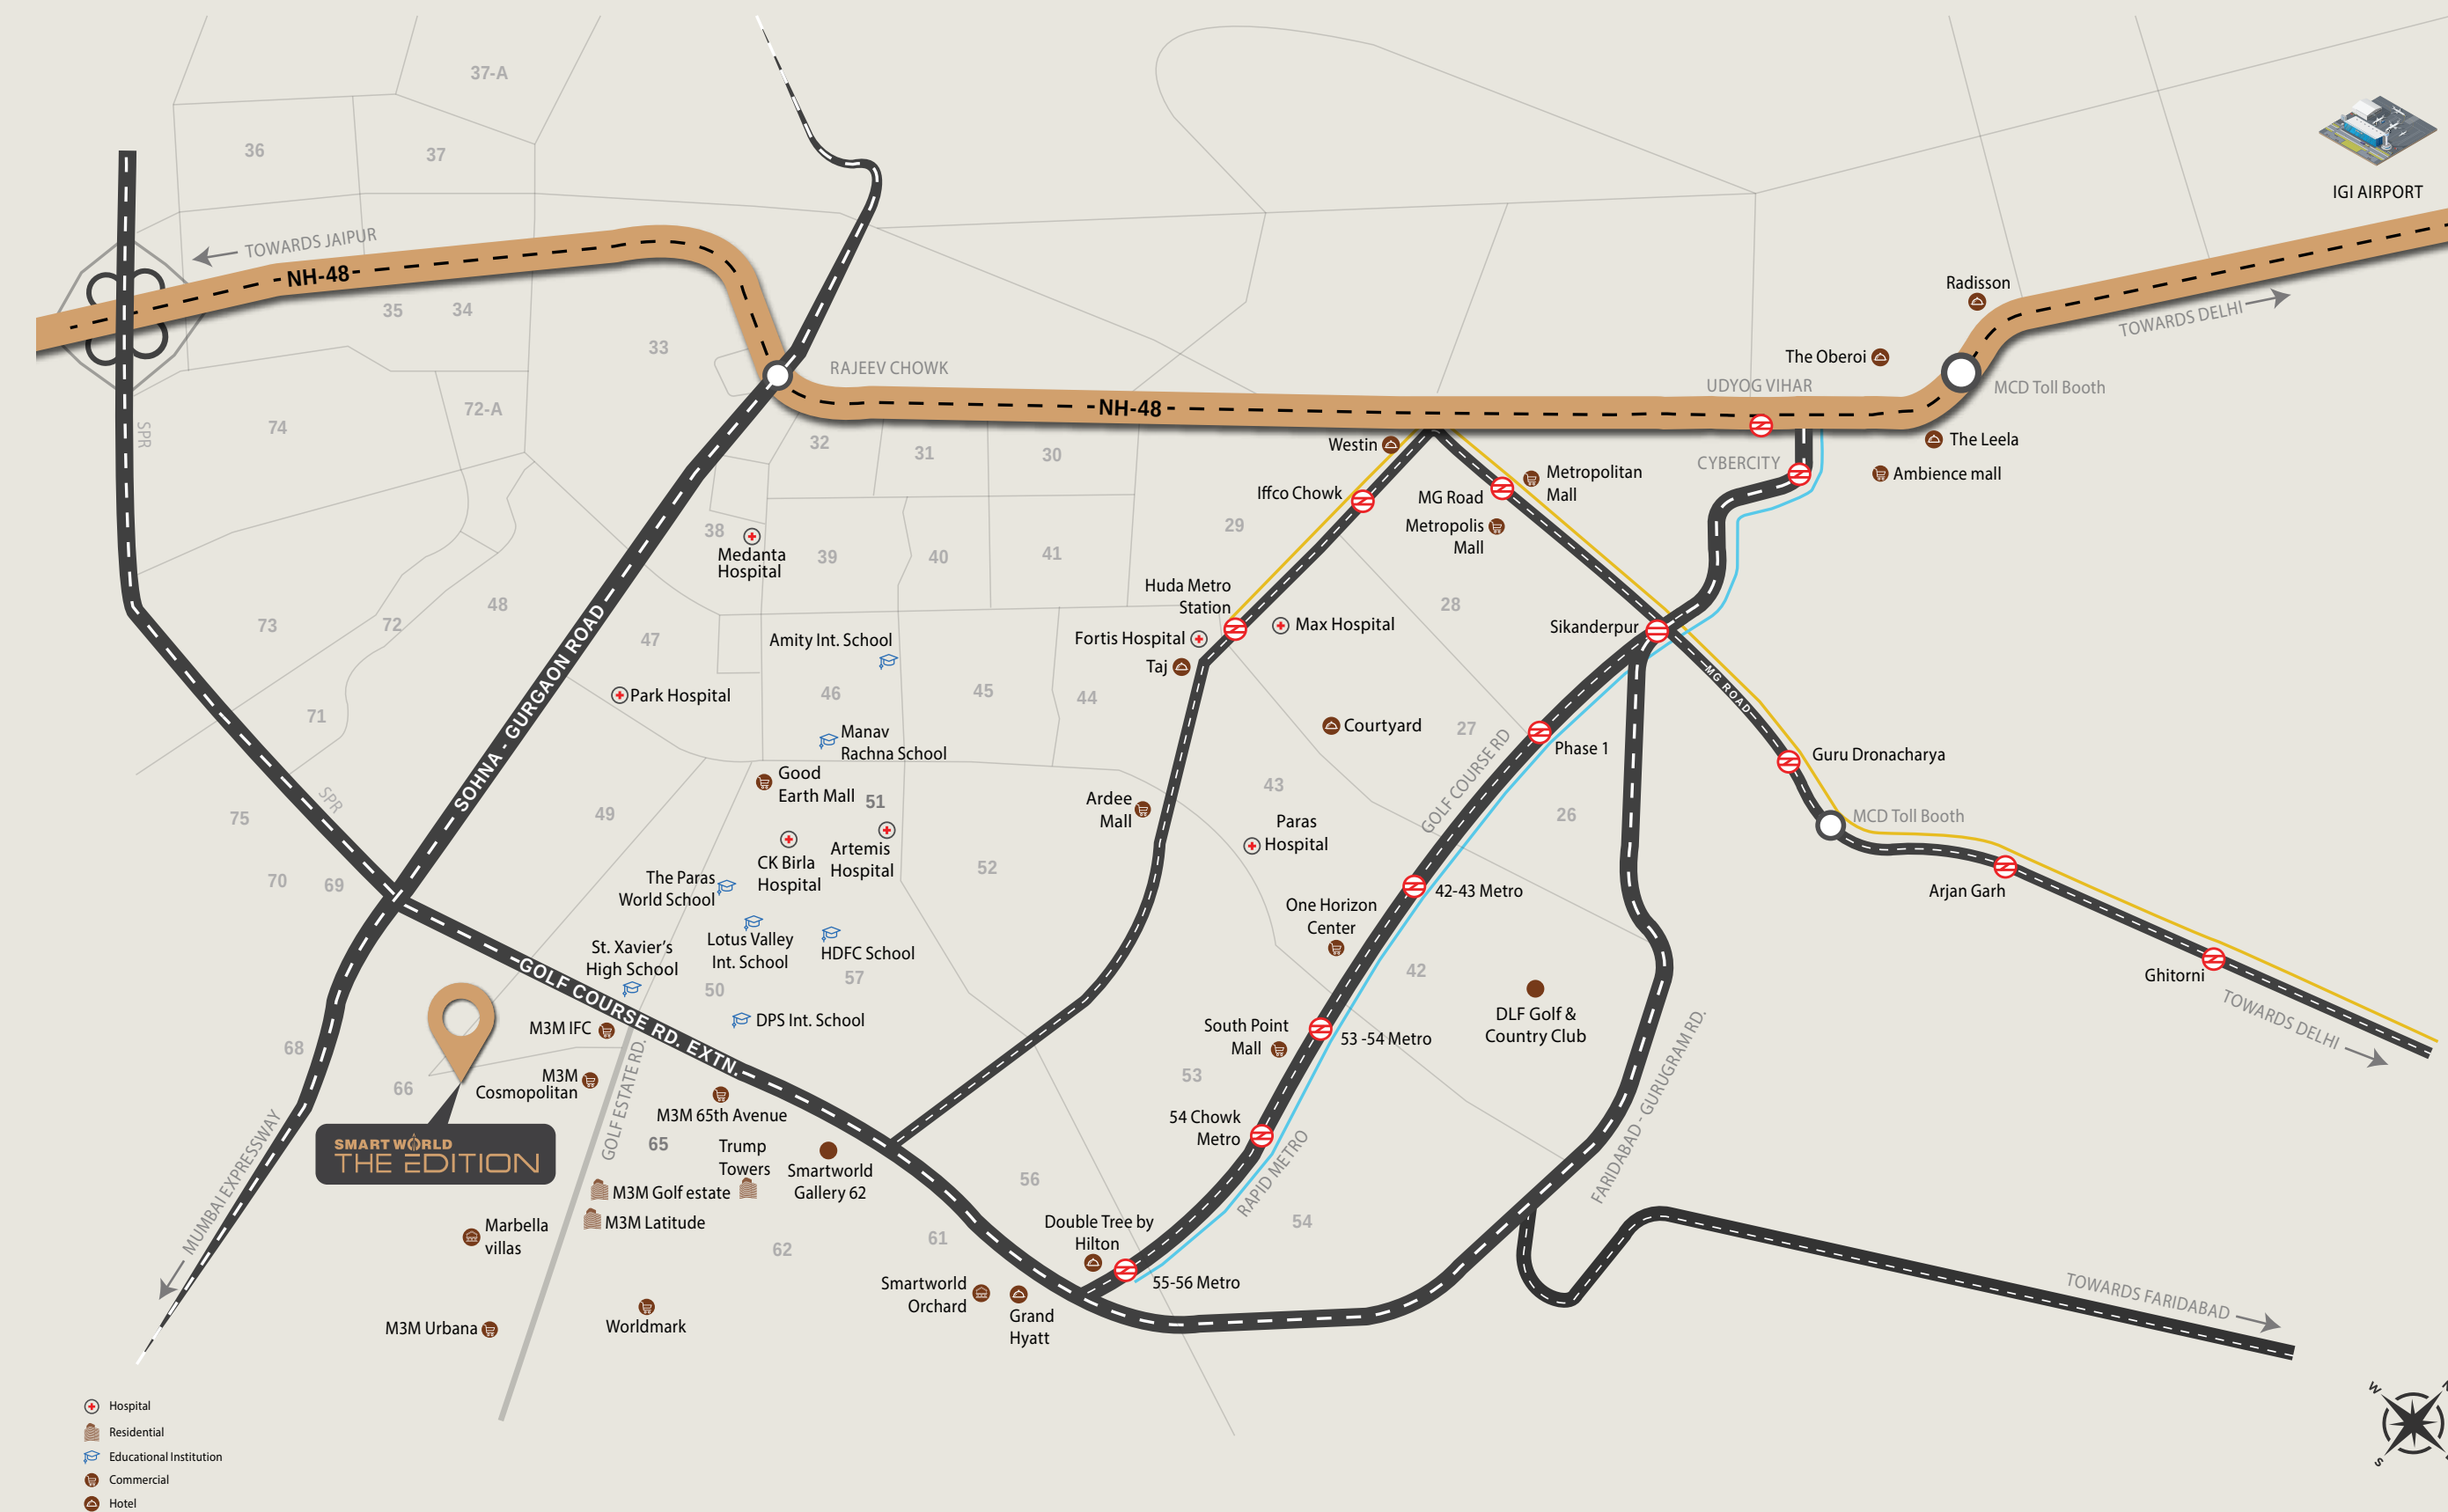 37-A
36
37
IGI AIRPORT
TOWARDS JAIPUR
NH-48
35
34
33
RAJEEV CHOWK
NH-48
Radisson
TOWARDS DELHI
The Oberoi
UDYOG VIHAR
MCD Toll Booth
The Leela
Ambience mall
CYBERCITY
SPR
74
72-A
32
31
30
Westin
Iffco Chowk
MG Road
Metropolitan
Mall
Metropolis
Mall
29
38
Medanta
Hospital
39
40
41
Huda Metro
Station
Fortis Hospital
Taj
Max Hospital
28
Sikanderpur
MG ROAD
73
72
48
47
SOHNA - GURGAON ROAD
Amity Int. School
Park Hospital
46
45
44
71
Manav
Rachna School
Courtyard
27
Phase 1
Guru Dronacharya
MCD Toll Booth
Arjan Garh
Ghitorni
TOWARDS DELHI
Good
Earth Mall
51
SPR
75
49
Ardee
Mall
43
GOLF COURSE RD
26
Paras
Hospital
CK Birla
Hospital
Artemis
Hospital
52
70
69
The Paras
World School
42-43 Metro
One Horizon
Center
Lotus Valley
Int. School
HDFC School
57
St. Xavier's
High School
50
42
GOLF COURSE RD. EXTN.
DPS Int. School
M3M IFC
DLF Golf &
Country Club
South Point
Mall
53 -54 Metro
FARIDABAD - GURUGRAM RD.
68
66
M3M
Cosmopolitan
GOLF ESTATE RD.
M3M 65th Avenue
53
54 Chowk
Metro
SMART WORLD
THE EDITION
65
Trump
Towers
Smartworld
Gallery 62
M3M Golf estate
M3M Latitude
56
RAPID METRO
54
MUMBAI EXPRESSWAY
Marbella
villas
62
61
Double Tree by
Hilton
55-56 Metro
Smartworld
Orchard
Grand
Hyatt
M3M Urbana
Worldmark
TOWARDS FARIDABAD
W
N
S
Hospital
Residential
Educational Institution
Commercial
Hotel